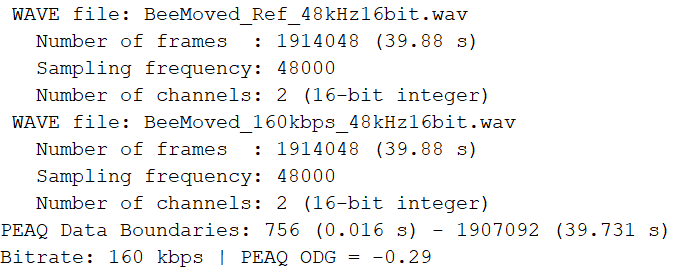 WAVE file: BeeMoved_Ref_48kHz16bit.wav
Number of frames  : 1914048 (39.88 s)
Sampling frequency: 48000
Number of channels: 2 (16-bit integer)
WAVE file: BeeMoved_160kbps_48kHz16bit.wav
Number of frames  : 1914048 (39.88 s)
Sampling frequency: 48000
Number of channels: 2 (16-bit integer)
PEAQ Data Boundaries: 756 (0.016 s) - 1907092 (39.731 s)
Bitrate: 160 kbps | PEAQ ODG = -0.29